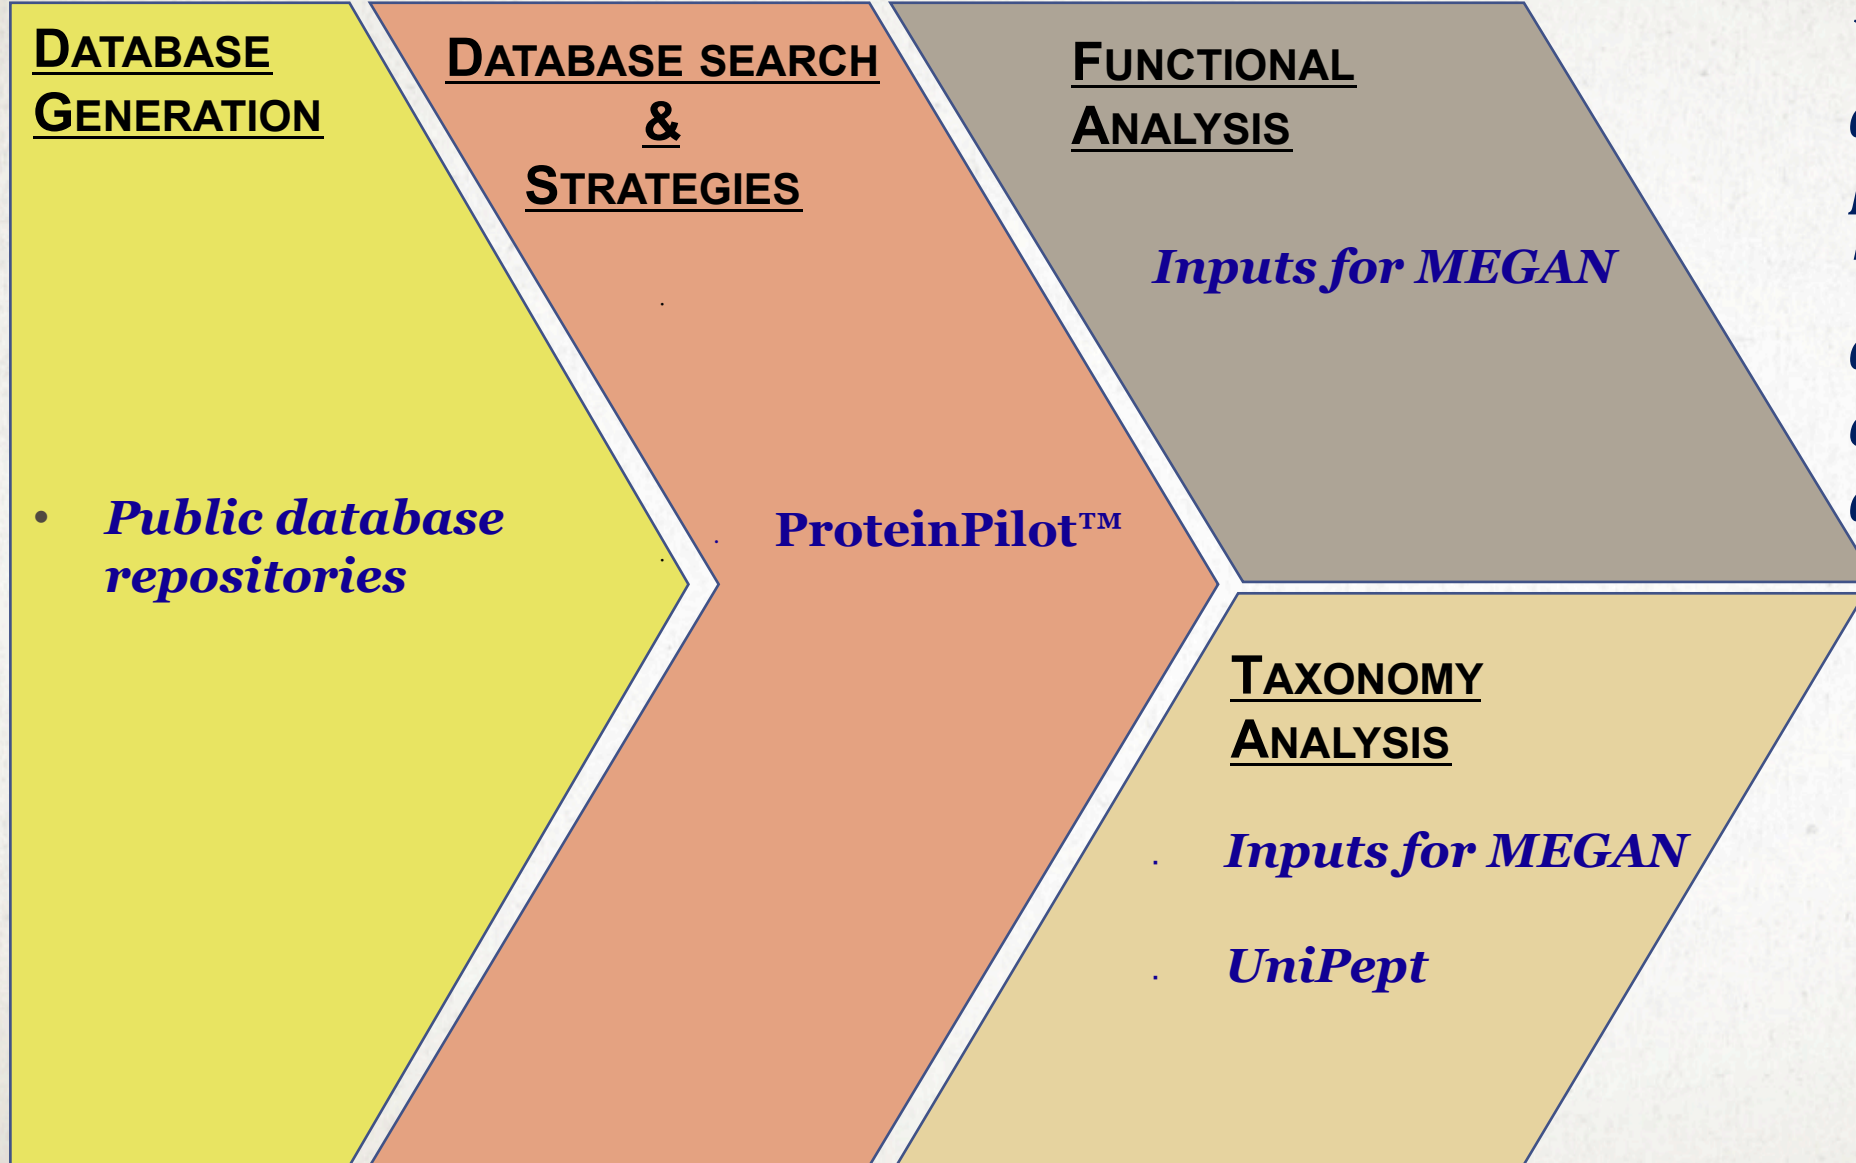 DATABASE
GENERATION
• Public database
repositories
DATABASE SEARCH
&
STRATEGIES
ProteinPilot™
FUNCTIONAL
ANALYSIS
Inputs for MEGAN
TAXONOMY
ANALYSIS
Inputs for MEGAN
UniPept